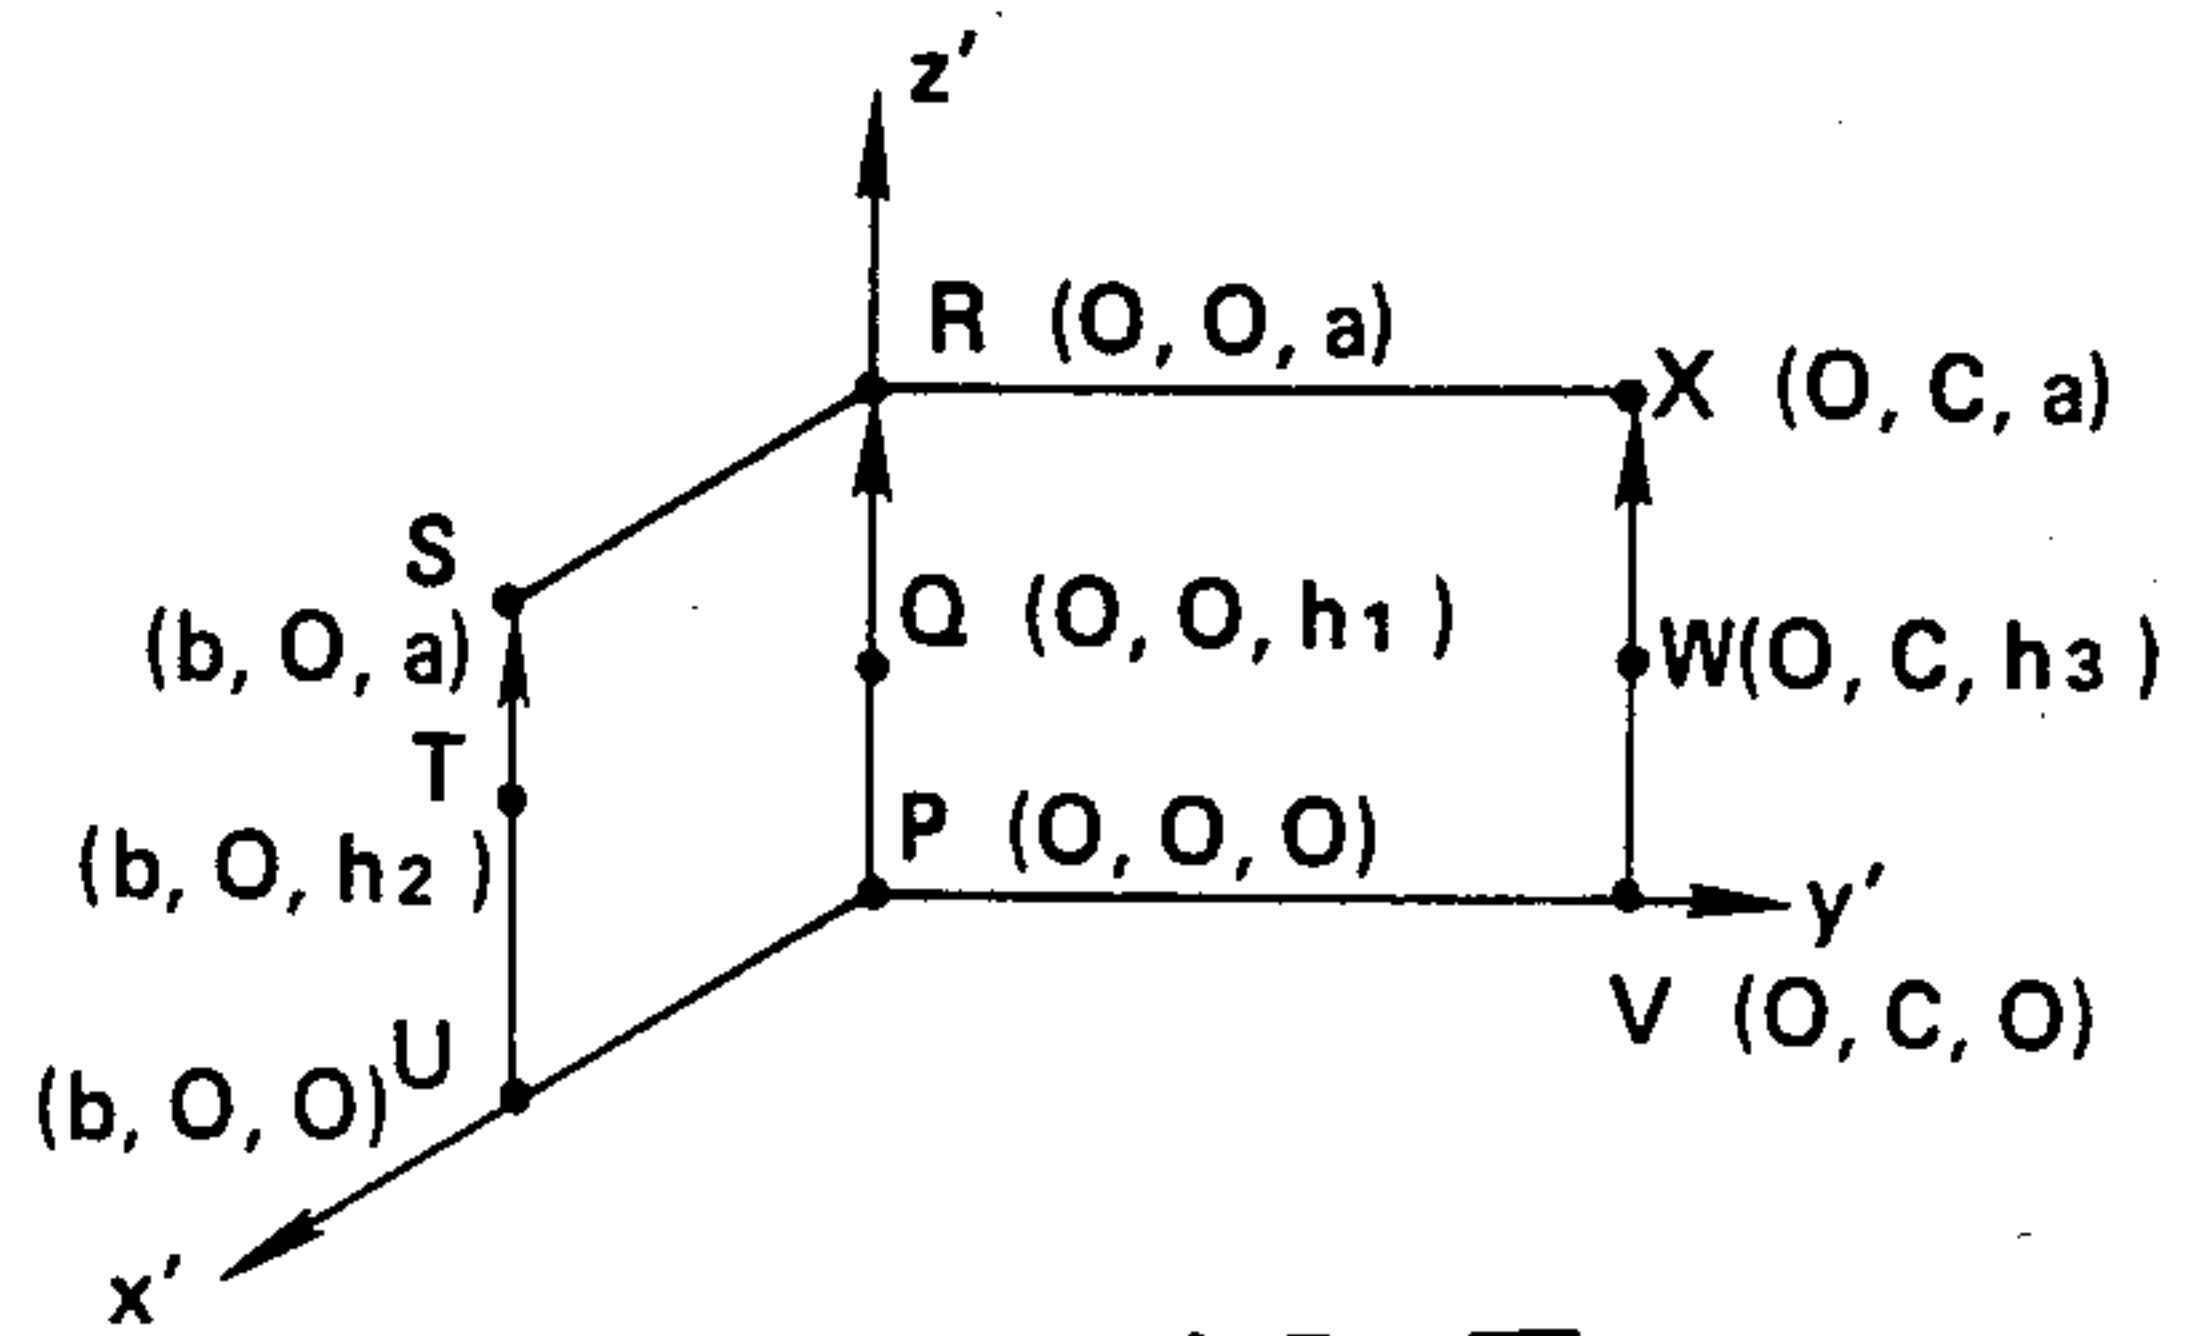 z′
R (O, O, a)
X (O, C, a)
S
(b, O, a)
Q (O, O, h1 )
W(O, C, h3 )
T
(b, O, h2 )
P (O, O, O)
y′
V (O, C, O)
U
(b, O, O)
x′